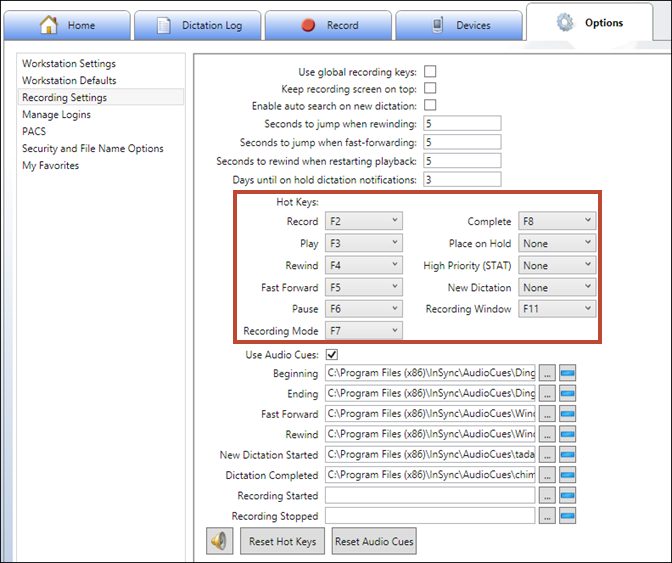 Home Dictation Log Record Devices Options
Workstation Settings
Workstation Defaults
Recording Settings
Manage Logins
PACS
Security and File Name Options
My Favorites
Use global recording keys:
Keep recording screen on top:
Enable auto search on new dictation:
Seconds to jump when rewinding: 5
Seconds to jump when fast-forwarding: 5
Seconds to rewind when restarting playback: 5
Days until on hold dictation notifications: 3
Hot Keys:
Record F2 Complete F8
Play F3 Place on Hold None
Rewind F4 High Priority (STAT) None
Fast Forward F5 New Dictation None
Pause F6 Recording Window F11
Recording Mode F7
Use Audio Cues:
Beginning C:\Program Files (x86)\InSync\AudioCues\Ding ...
Ending C:\Program Files (x86)\InSync\AudioCues\Ding ...
Fast Forward C:\Program Files (x86)\InSync\AudioCues\Wind ...
Rewind C:\Program Files (x86)\InSync\AudioCues\Wind ...
New Dictation Started C:\Program Files (x86)\InSync\AudioCues\tada ...
Dictation Completed C:\Program Files (x86)\InSync\AudioCues\chim ...
Recording Started ...
Recording Stopped ...
Reset Hot Keys Reset Audio Cues